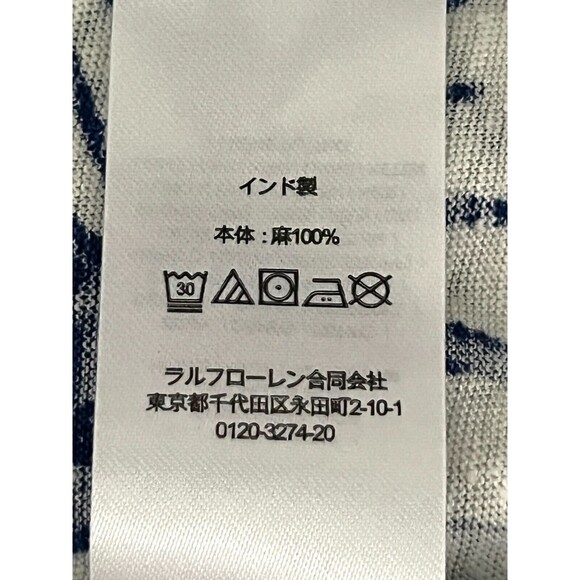 インド製
本体 : 麻100%
30
ラルフローレン合同会社
東京都千代田区永田町2-10-1
0120-3274-20